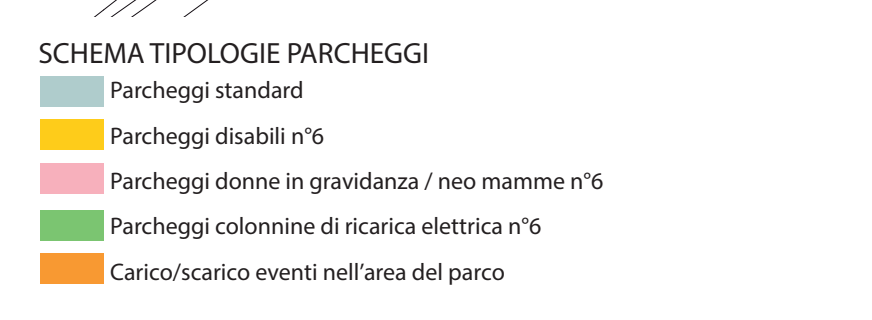 SCHEMA TIPOLOGIE PARCHEGGI
Parcheggi standard
Parcheggi disabili n°6
Parcheggi donne in gravidanza / neo mamme n°6
Parcheggi colonnine di ricarica elettrica n°6
Carico/scarico eventi nell’area del parco